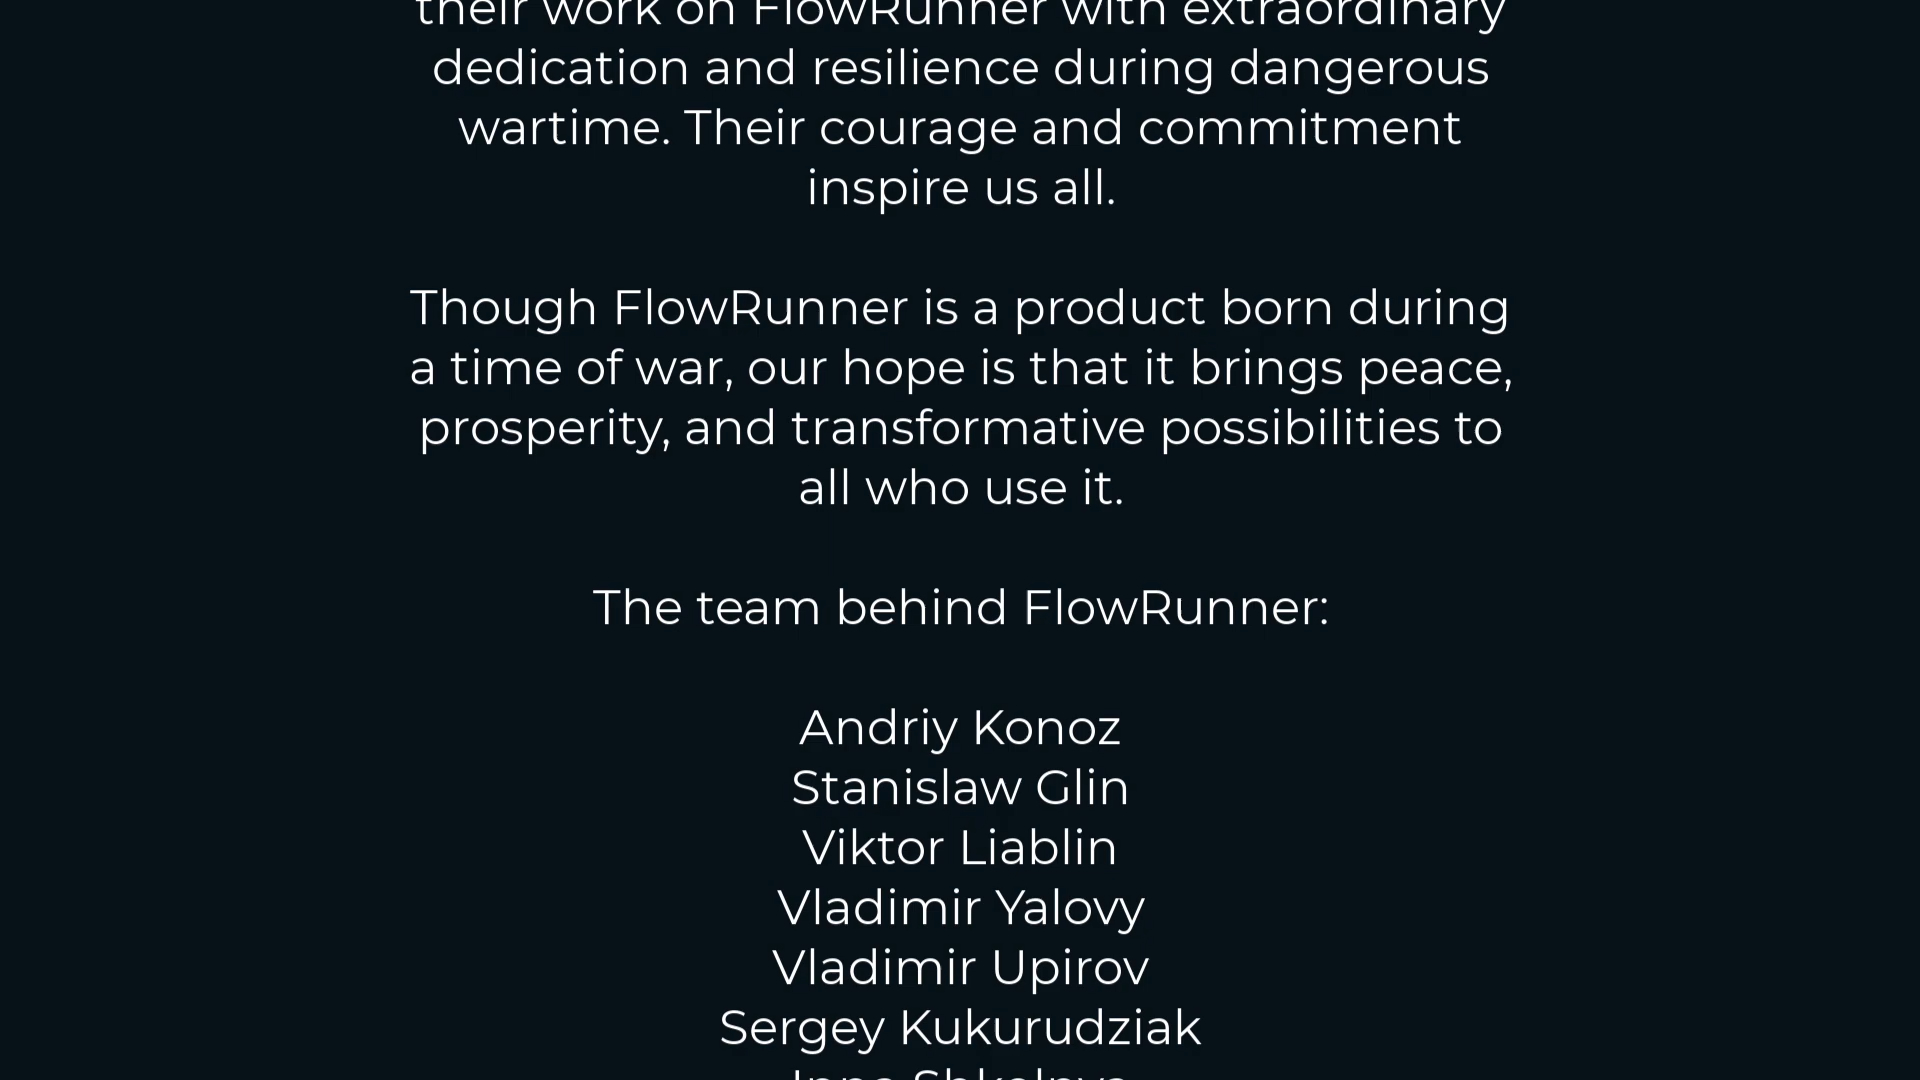 their work on FlowRunner with extraordinary
dedication and resilience during dangerous
wartime. Their courage and commitment
inspire us all.
Though FlowRunner is a product born during
a time of war, our hope is that it brings peace,
prosperity, and transformative possibilities to
all who use it.
The team behind FlowRunner:
Andriy Konoz
Stanislaw Glin
Viktor Liablin
Vladimir Yalovy
Vladimir Upirov
Sergey Kukurudziak